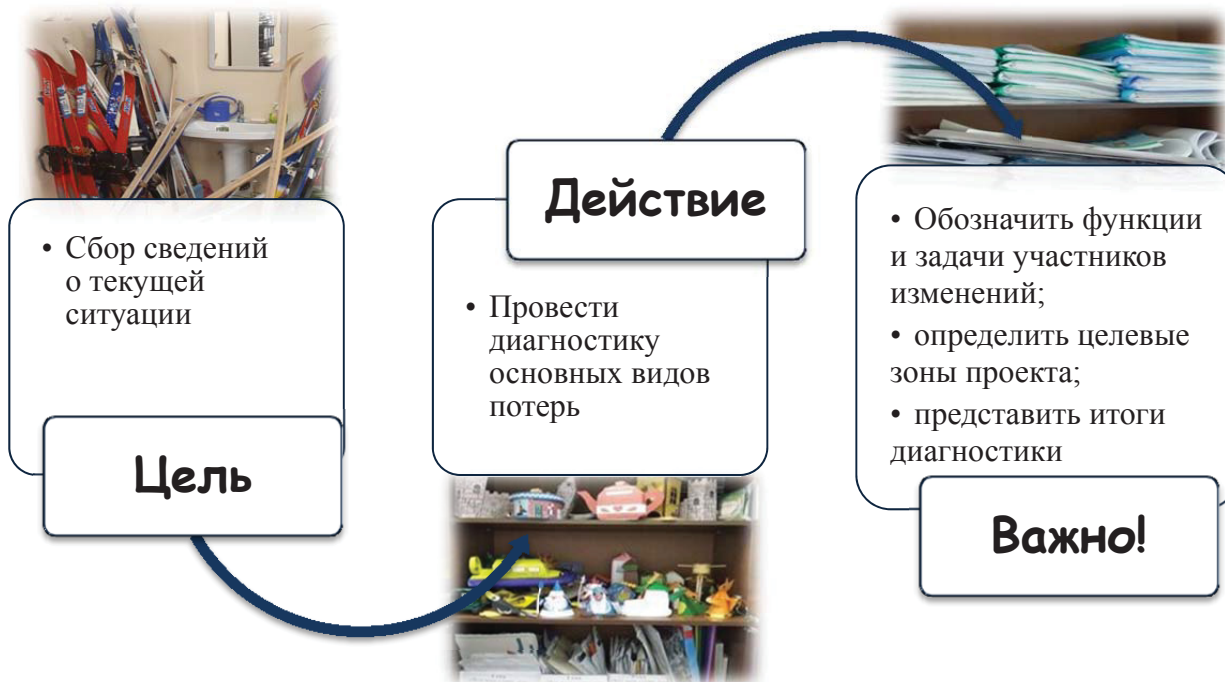 • Сбор сведений
о текущей
ситуации
Цель
Действие
• Провести
диагностику
основных видов
потерь
• Обозначить функции
и задачи участников
изменений;
• определить целевые
зоны проекта;
• представить итоги
диагностики
Важно!